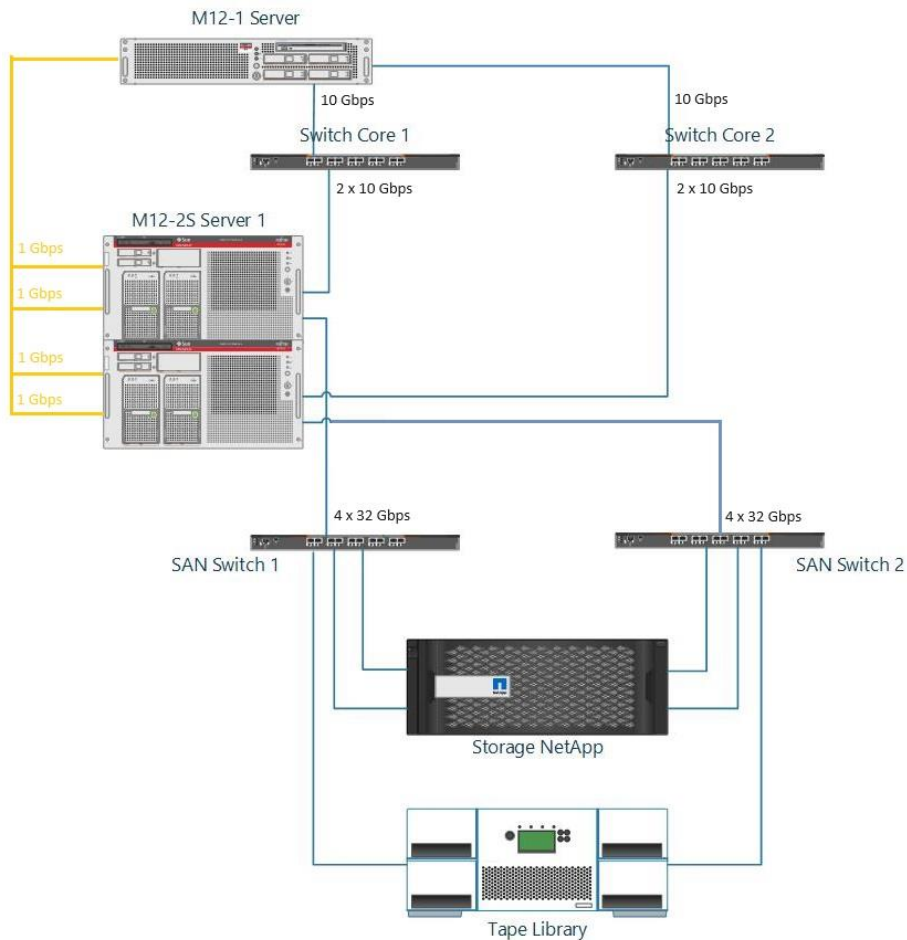 M12-1 Server
10 Gbps
10 Gbps
Switch Core 1
Switch Core 2
2 x 10 Gbps
2 x 10 Gbps
M12-2S Server 1
1 Gbps
1 Gbps
1 Gbps
1 Gbps
4 x 32 Gbps
4 x 32 Gbps
SAN Switch 1
SAN Switch 2
NetApp
Storage NetApp
Tape Library